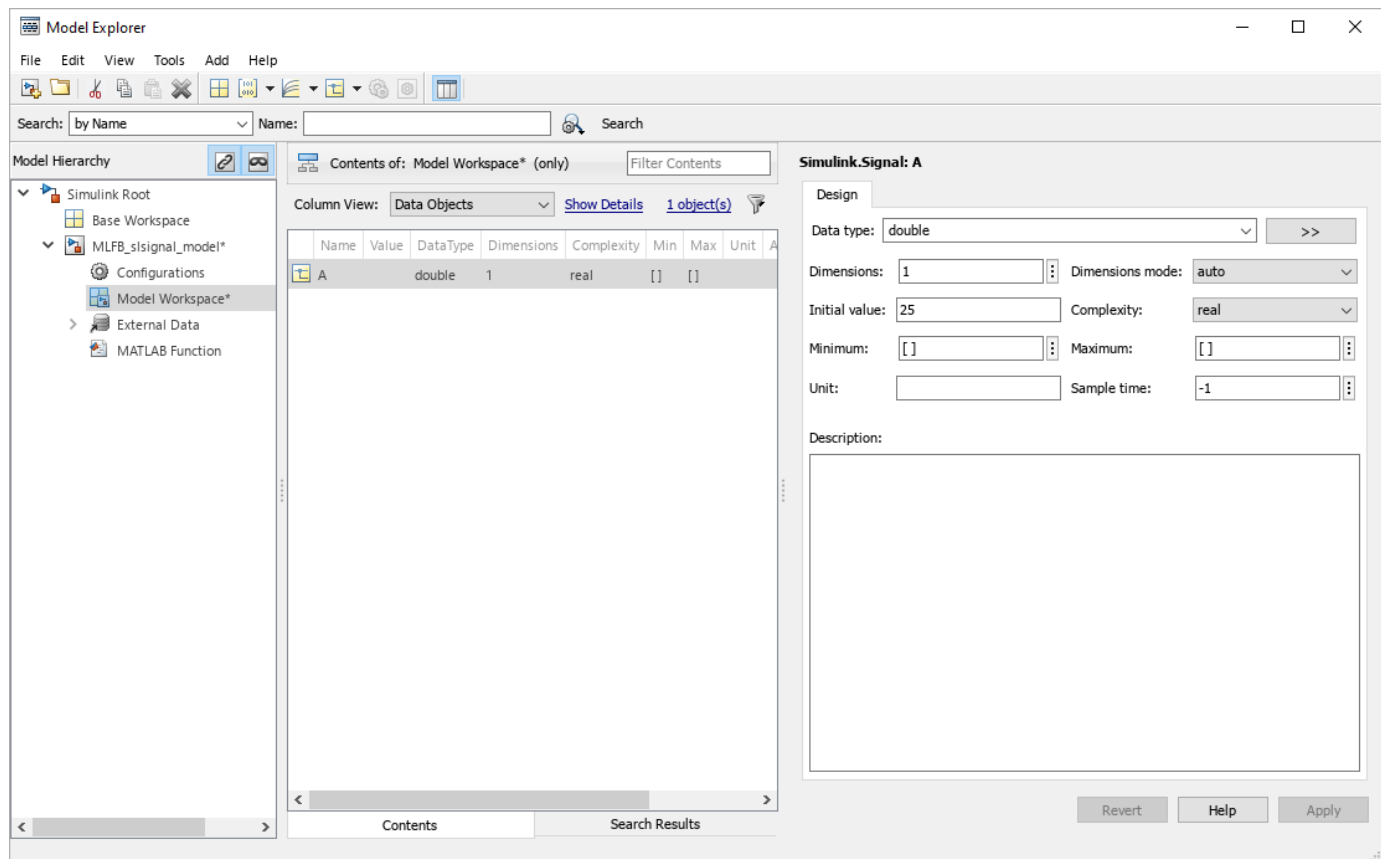 Model Explorer
File Edit View Tools Add Help
Search: by Name Name: Search
Model Hierarchy
Simulink Root
Base Workspace
MLFB_slsignal_model*
Configurations
Model Workspace*
External Data
MATLAB Function
Contents of: Model Workspace* (only) Filter Contents
Column View: Data Objects Show Details 1 object(s)
Name Value DataType Dimensions Complexity Min Max Unit A
A double 1 real [ ] [ ]
Contents Search Results
Simulink.Signal: A
Design
Data type: double >>
Dimensions: 1 Dimensions mode: auto
Initial value: 25 Complexity: real
Minimum: [ ] Maximum: [ ]
Unit: Sample time: -1
Description:
Revert Help Apply